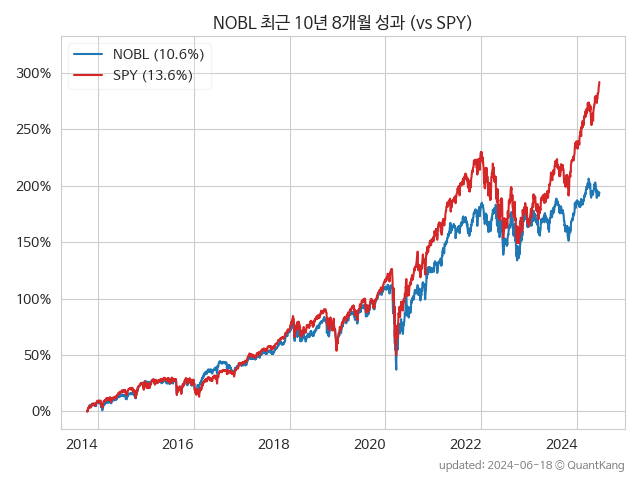 NOBL 최근 10년 8개월 성과 (vs SPY)
NOBL (10.6%)
SPY (13.6%)
300%
250%
200%
150%
100%
50%
0%
2014 2016 2018 2020 2022 2024
updated: 2024-06-18 © QuantKang